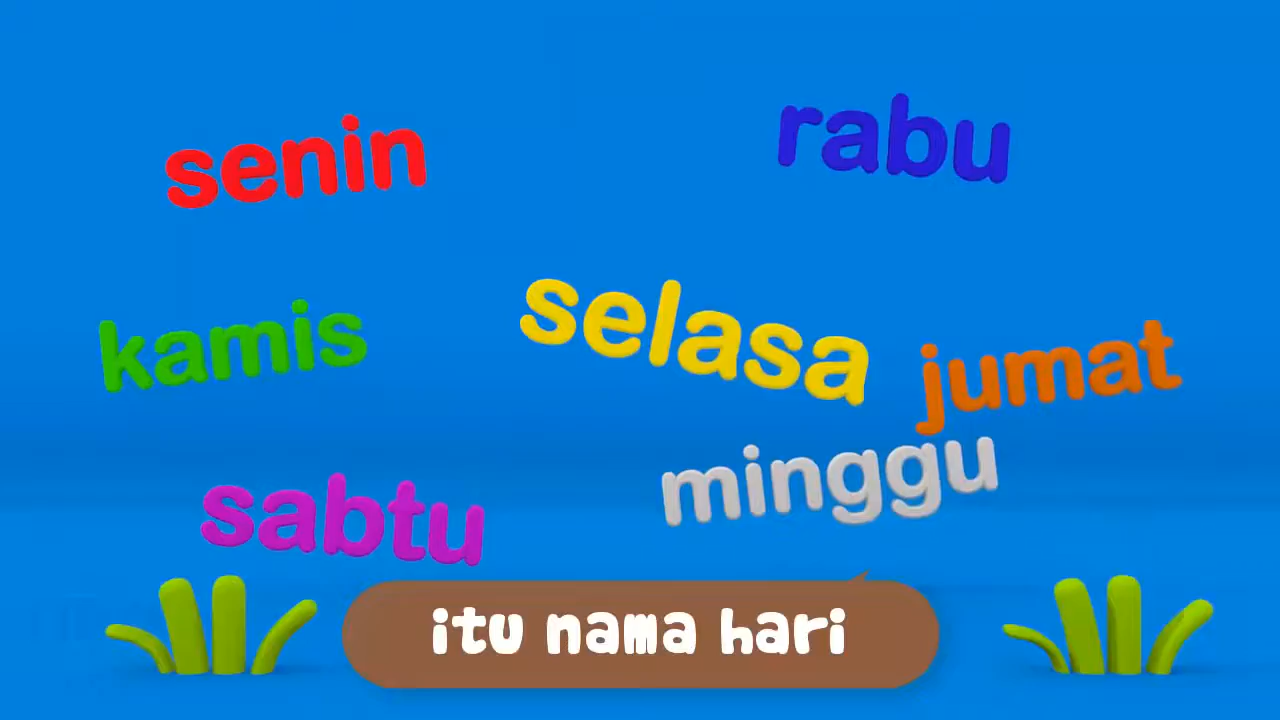 senin
rabu
kamis
selasa
jumat
minggu
sabtu
itu nama hari